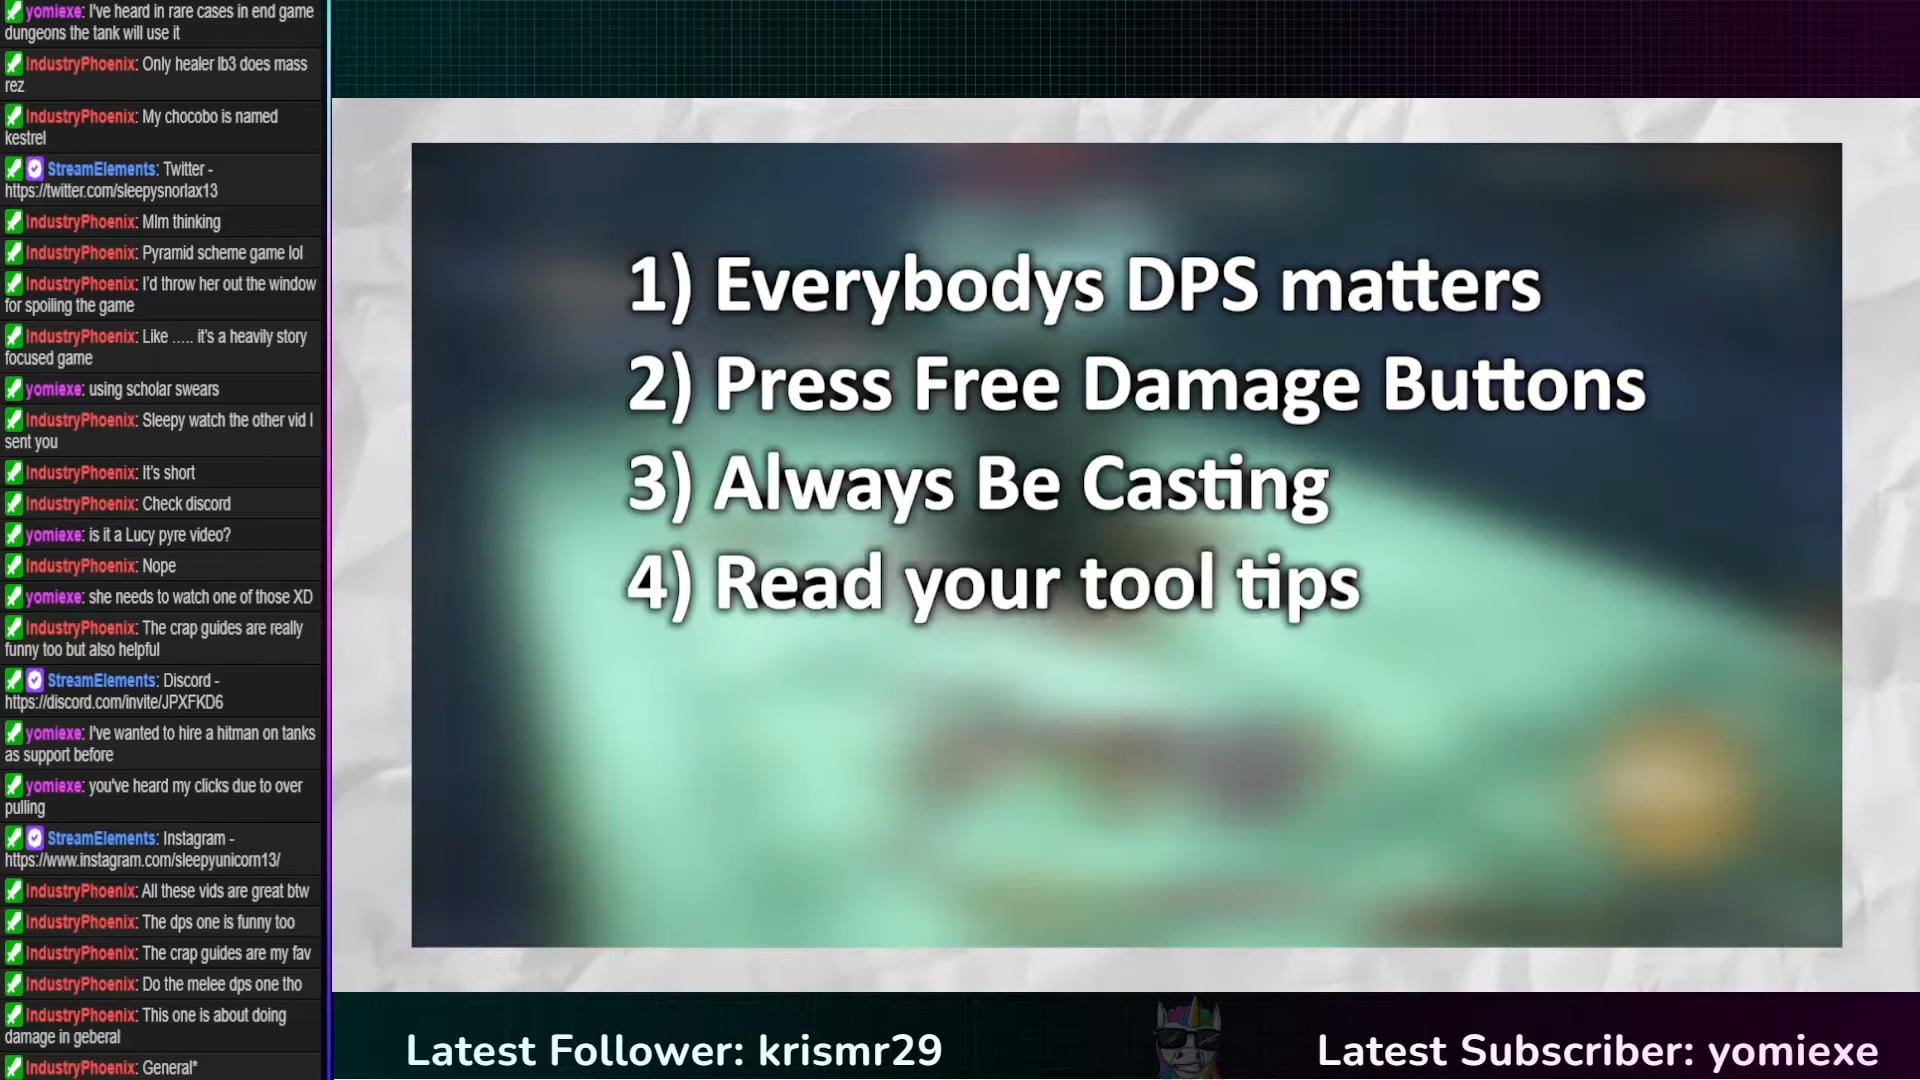 yomiexe: I've heard in rare cases in end game
dungeons the tank will use it
IndustryPhoenix: Only healer lb3 does mass
rez
IndustryPhoenix: My chocobo is named
kestrel
StreamElements: Twitter -
https://twitter.com/sleepysnorlax13
IndustryPhoenix: Mlm thinking
IndustryPhoenix: Pyramid scheme game lol
IndustryPhoenix: I'd throw her out the window
for spoiling the game
IndustryPhoenix: Like ..... it's a heavily story
focused game
yomiexe: using scholar swears
IndustryPhoenix: Sleepy watch the other vid I
sent you
IndustryPhoenix: It's short
IndustryPhoenix: Check discord
yomiexe: is it a Lucy pyre video?
IndustryPhoenix: Nope
yomiexe: she needs to watch one of those XD
IndustryPhoenix: The crap guides are really
funny too but also helpful
StreamElements: Discord -
https://discord.com/invite/JPXFKD6
yomiexe: I've wanted to hire a hitman on tanks
as support before
yomiexe: you've heard my clicks due to over
pulling
StreamElements: Instagram -
https://www.instagram.com/sleepyunicorn13/
IndustryPhoenix: All these vids are great btw
IndustryPhoenix: The dps one is funny too
IndustryPhoenix: The crap guides are my fav
IndustryPhoenix: Do the melee dps one tho
IndustryPhoenix: This one is about doing
damage in geberal
IndustryPhoenix: General*
1) Everybodys DPS matters
2) Press Free Damage Buttons
3) Always Be Casting
4) Read your tool tips
Latest Follower: krismr29
Latest Subscriber: yomiexe